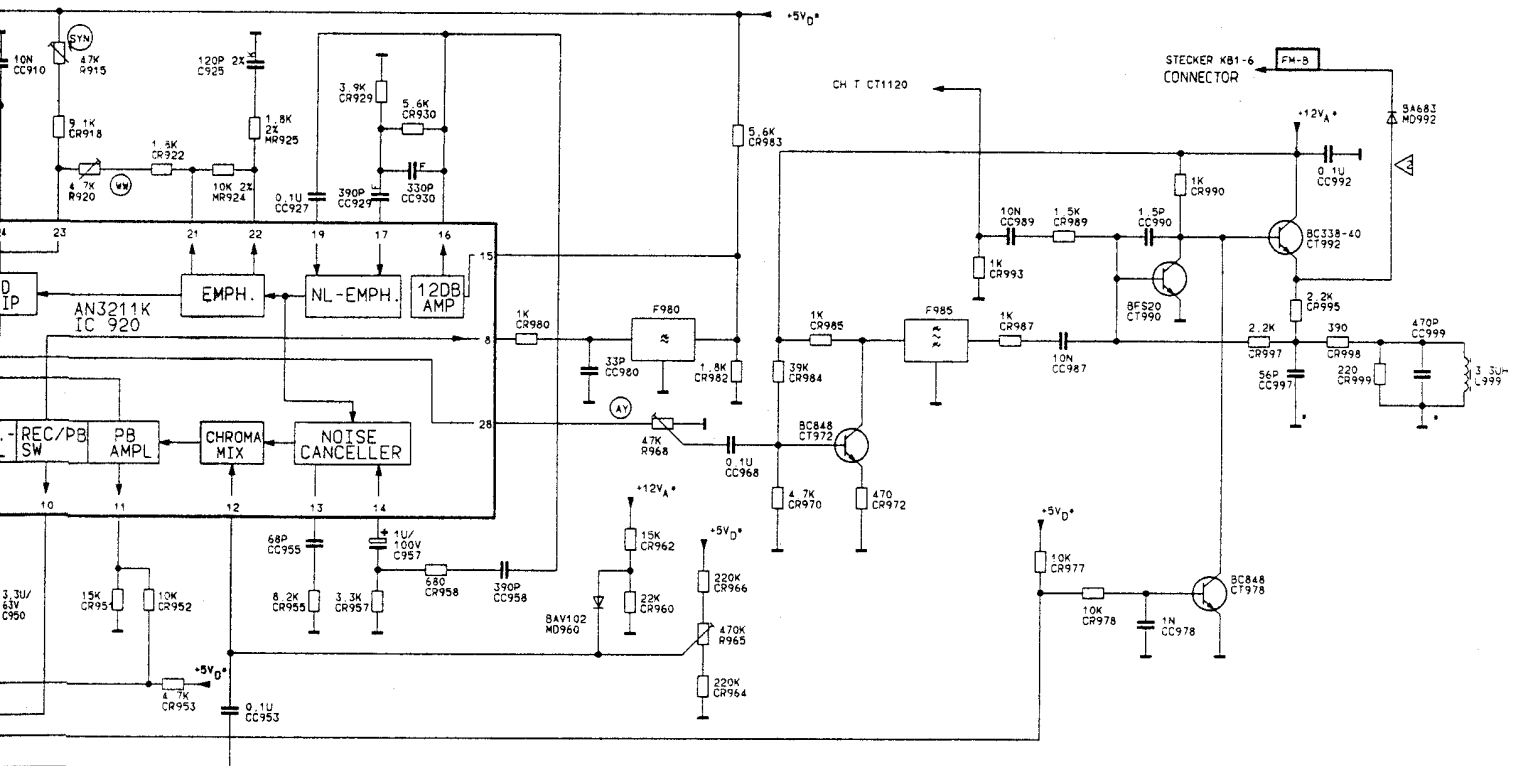 +5VD*
SYN
10N
CC910
47K
R915
120P 2%
C925
K
STECKER KB1-6
FM-B
CONNECTOR
CH T CT1120
3.9K
CR929
5.6K
CR930
+12VA*
BA683
MD992
9.1K
CR918
1.8K
2%
MR925
5.6K
CR983
1.8K
CR922
F
0.1U
CC992
2
4.7K
R920
WW
10K 2%
MR924
0.1U
CC927
390P
CC929
F
330P
CC930
1K
CR990
10N
CC989
1.5K
CR989
1.5P
CC990
BC338-40
CT992
24
23
21
22
19
17
16
15
1K
CR993
BFS20
CT990
D
IP
EMPH.
NL-EMPH.
12DB
AMP
AN3211K
IC 920
2.2K
CR995
1K
CR980
F980
1K
CR985
F985
1K
CR987
8
≈
2.2K
CR997
390
CR998
470P
CC999
33P
CC980
1.8K
CR982
39K
CR984
10N
CC987
56P
CC997
220
CR999
3.3UH
L999
AY
*
*
28
47K
R968
BC848
CT972
.-
L
REC/PB
SW
PB
AMPL
CHROMA
MIX
NOISE
CANCELLER
0.1U
CC968
+12VA*
4.7K
CR970
470
CR972
10
11
12
13
14
+5VD*
+5VD*
68P
CC955
+
1U/
100V
C957
15K
CR962
10K
CR977
BC848
CT978
680
CR958
390P
CC958
220K
CR966
3.3U/
63V
C950
15K
CR951
10K
CR952
8.2K
CR955
3.3K
CR957
BAV102
MD960
22K
CR960
10K
CR978
1N
CC978
470K
R965
+5VD*
4.7K
CR953
0.1U
CC953
220K
CR964